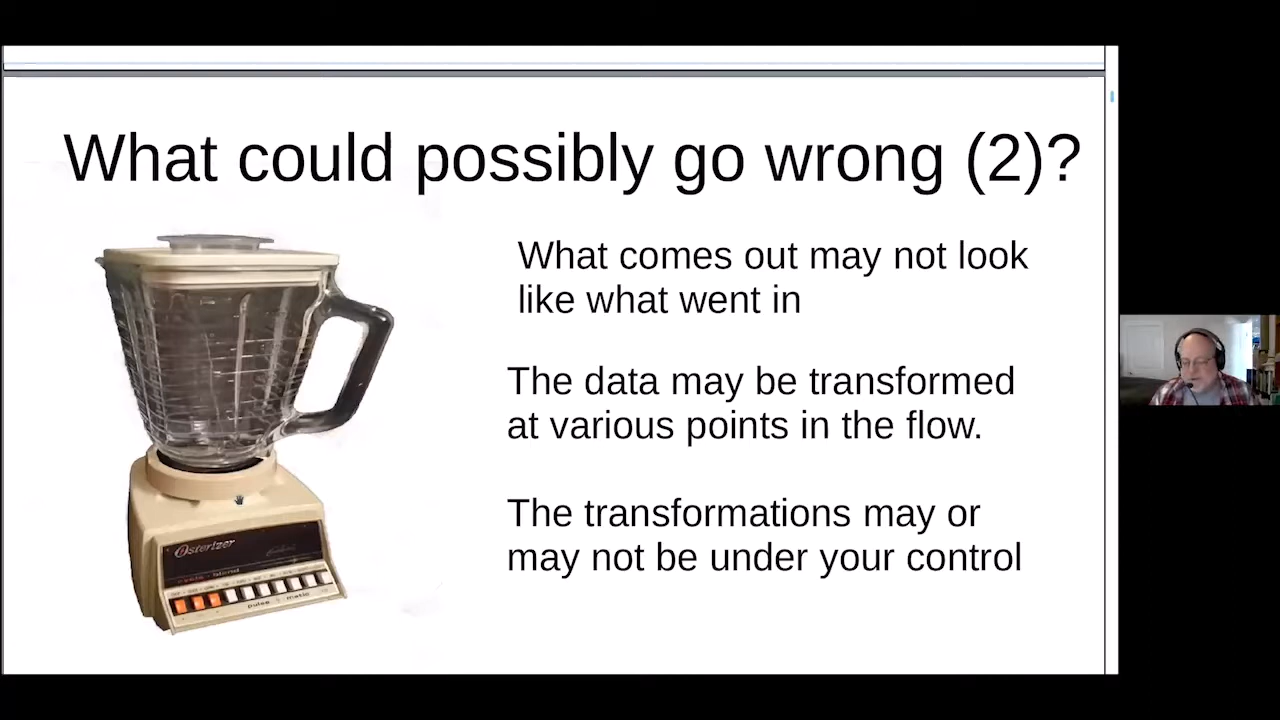 What could possibly go wrong (2)?
What comes out may not look
like what went in
The data may be transformed
at various points in the flow.
The transformations may or
may not be under your control
Osterizer
pulse matic